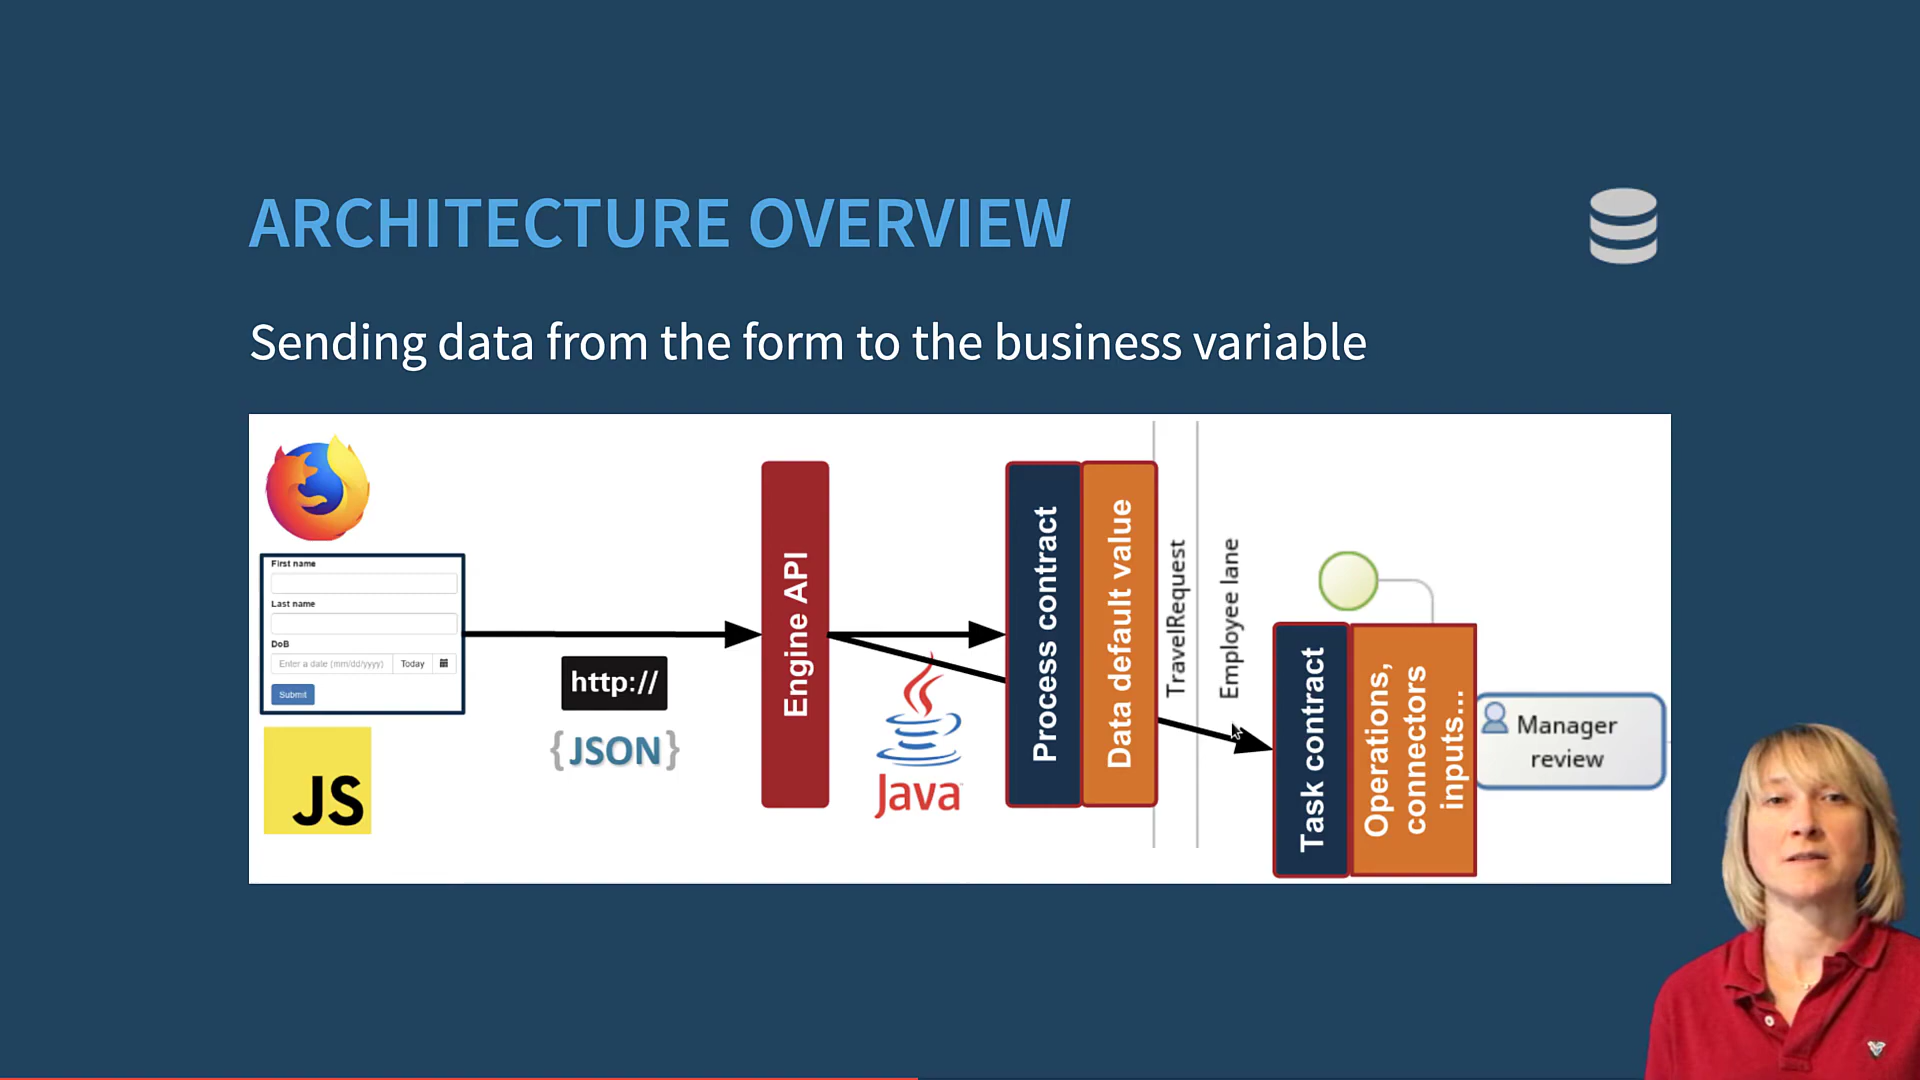 ARCHITECTURE OVERVIEW
Sending data from the form to the business variable
First name
Last name
DoB
Enter a date (mm/dd/yyyy)
Today
Submit
JS
http://
{JSON}
Engine API
Java
Process contract
Data default value
TravelRequest
Employee lane
Task contract
Operations,
connectors
inputs...
Manager
review